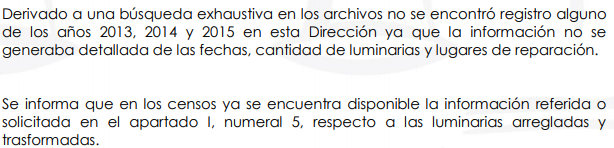 Derivado a una búsqueda exhaustiva en los archivos no se encontró registro alguno
de los años 2013, 2014 y 2015 en esta Dirección ya que la información no se
generaba detallada de las fechas, cantidad de luminarias y lugares de reparación.
Se informa que en los censos ya se encuentra disponible la información referida o
solicitada en el apartado I, numeral 5, respecto a las luminarias arregladas y
trasformadas.